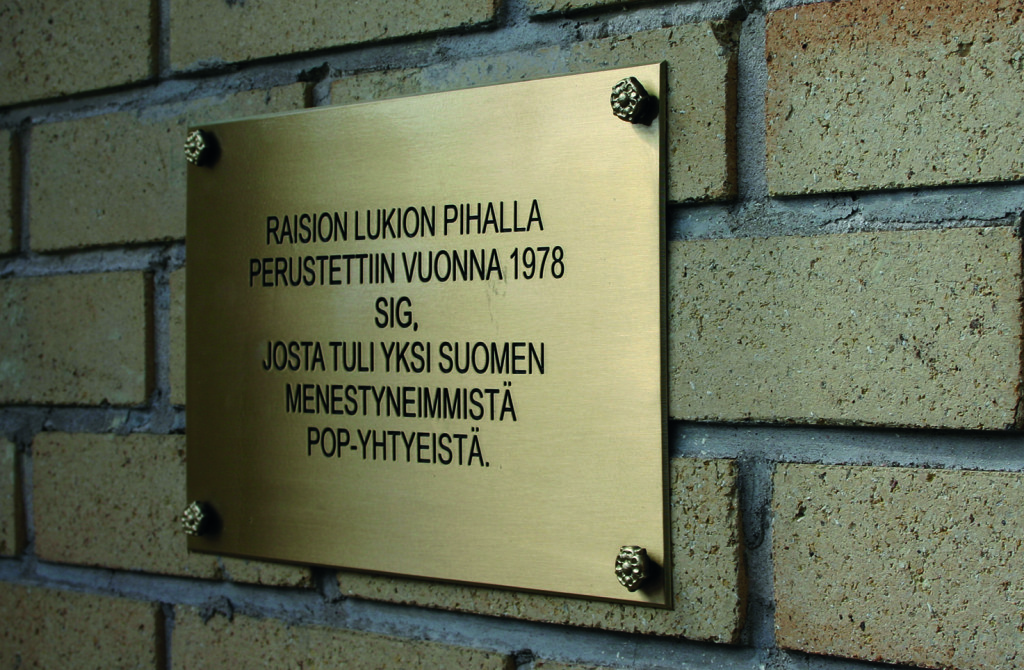 RAISION LUKION PIHALLA
PERUSTETTIIN VUONNA 1978
SIG,
JOSTA TULI YKSI SUOMEN
MENESTYNEIMMISTÄ
POP-YHTYEISTÄ.